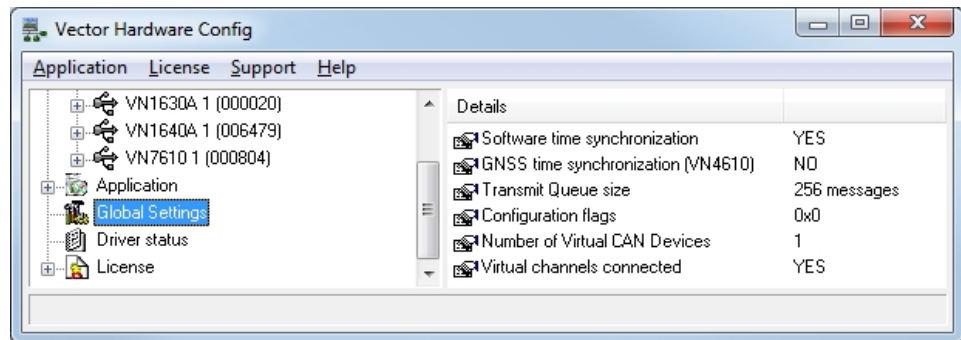 Vector Hardware Config
Application License Support Help
VN1630A 1 (000020)
VN1640A 1 (006479)
VN7610 1 (000804)
Application
Global Settings
Driver status
License
Details
Software time synchronization YES
GNSS time synchronization (VN4610) NO
Transmit Queue size 256 messages
Configuration flags 0x0
Number of Virtual CAN Devices 1
Virtual channels connected YES